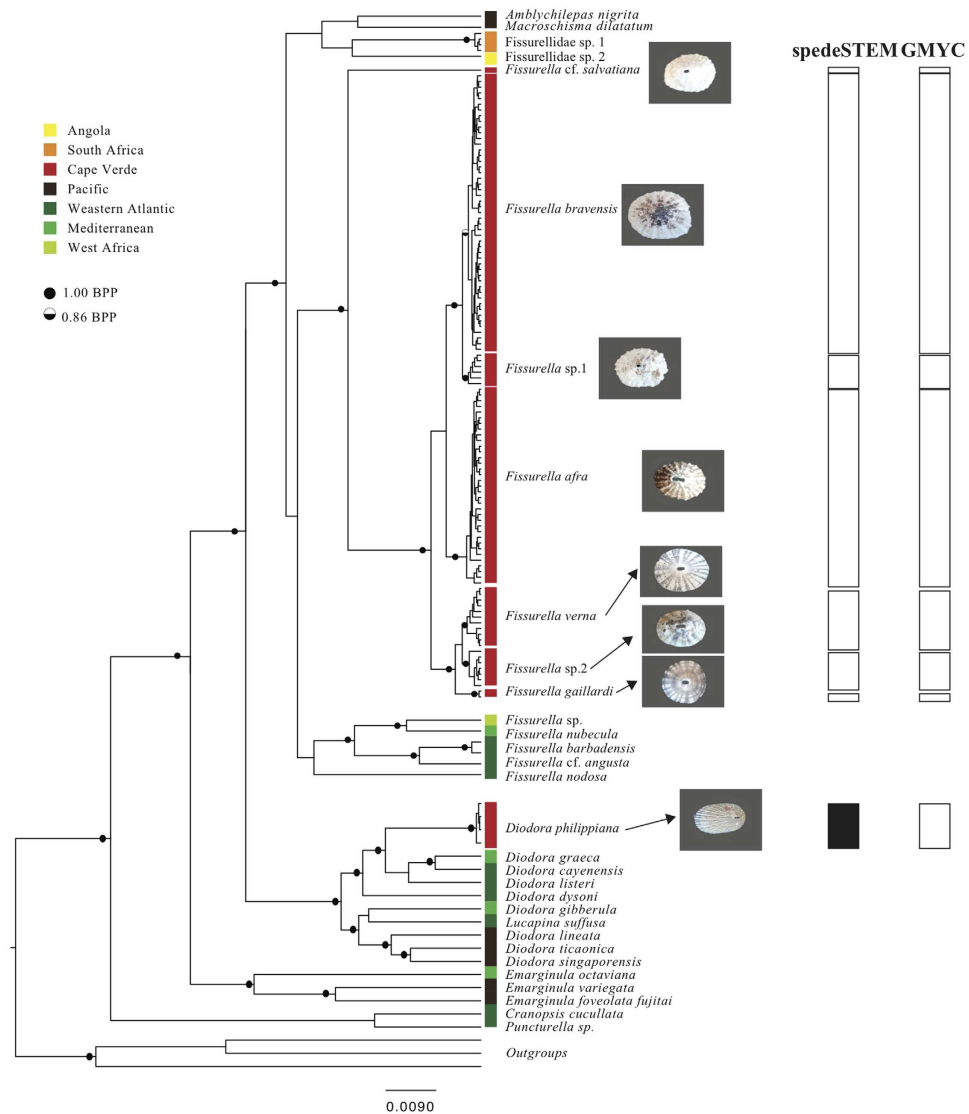 Amblychilepas nigrita
Macroschisma dilatatum
Fissurellidae sp. 1
Fissurellidae sp. 2
Fissurella cf. salvatiana
spedeSTEM GMYC
Angola
South Africa
Cape Verde
Pacific
Weastern Atlantic
Mediterranean
West Africa
1.00 BPP
0.86 BPP
Fissurella bravensis
Fissurella sp.1
Fissurella afra
Fissurella verna
Fissurella sp.2
Fissurella gaillardi
Fissurella sp.
Fissurella nubecula
Fissurella barbadensis
Fissurella cf. angusta
Fissurella nodosa
Diodora philippiana
Diodora graeca
Diodora cayenensis
Diodora listeri
Diodora dysoni
Diodora gibberula
Lucapina suffusa
Diodora lineata
Diodora ticaonica
Diodora singaporensis
Emarginula octaviana
Emarginula variegata
Emarginula foveolata fujitai
Cranopsis cucullata
Puncturella sp.
Outgroups
0.0090